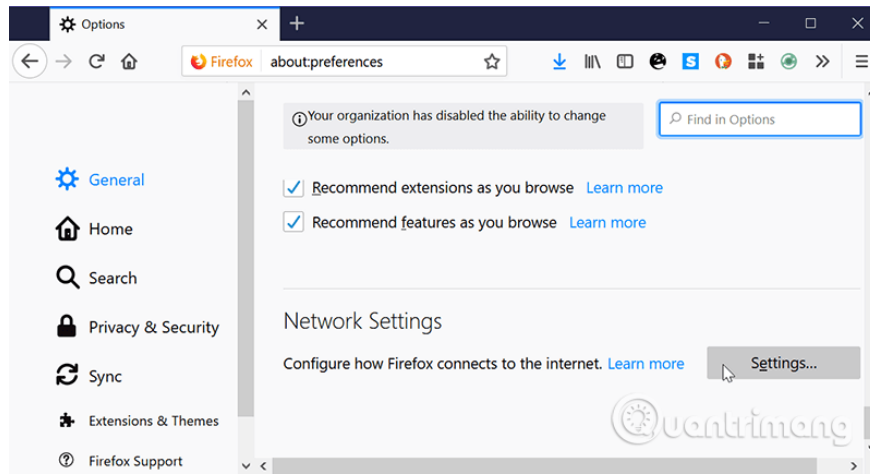 Options
Firefox about:preferences
Your organization has disabled the ability to change
some options.
Find in Options
General
Home
Search
Privacy & Security
Sync
Extensions & Themes
Firefox Support
Recommend extensions as you browse Learn more
Recommend features as you browse Learn more
Network Settings
Configure how Firefox connects to the internet. Learn more Settings...
Quantrimang